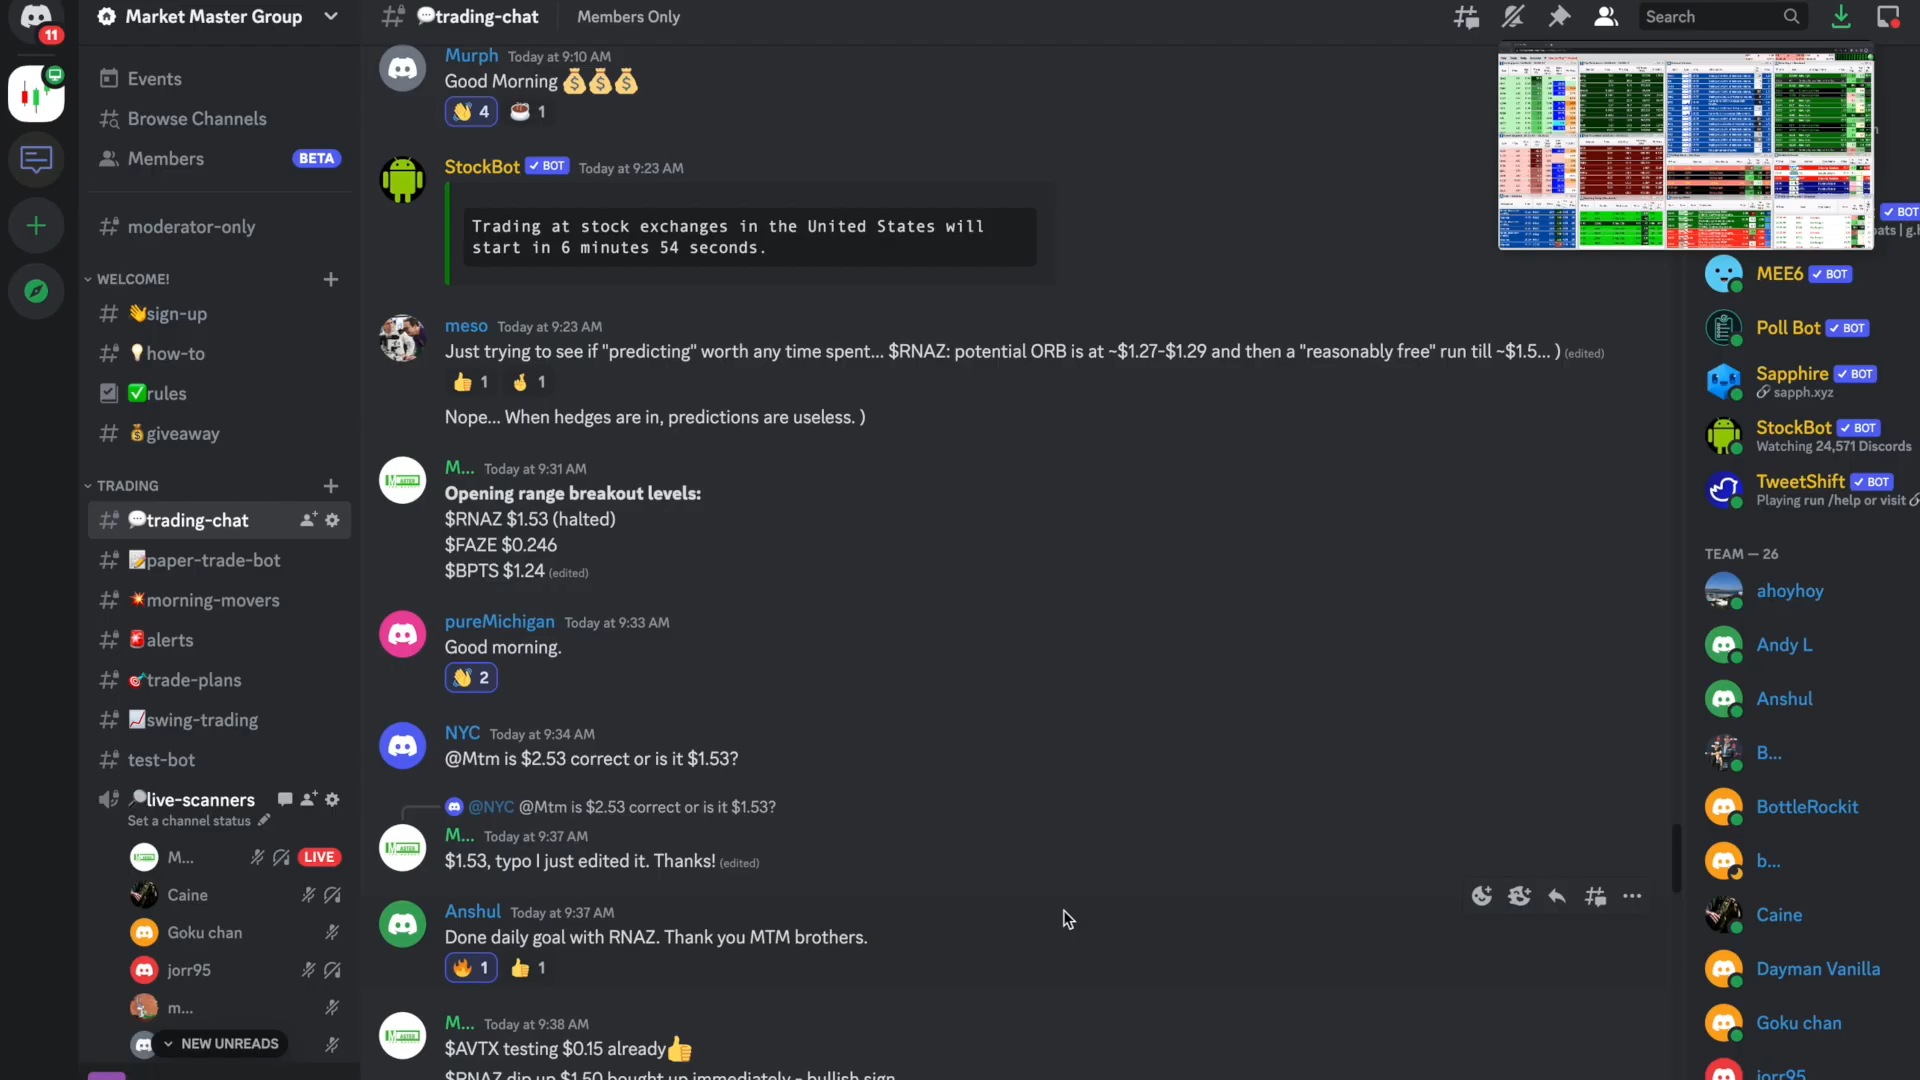 11
Market Master Group
Events
Browse Channels
Members
BETA
moderator-only
WELCOME!
sign-up
how-to
rules
giveaway
TRADING
trading-chat
paper-trade-bot
morning-movers
alerts
trade-plans
swing-trading
test-bot
live-scanners
Set a channel status
M...
LIVE
Caine
Goku chan
jorr95
m...
NEW UNREADS
trading-chat
Members Only
Search
Murph Today at 9:10 AM
Good Morning
4 1
StockBot BOT Today at 9:23 AM
Trading at stock exchanges in the United States will
start in 6 minutes 54 seconds.
meso Today at 9:23 AM
Just trying to see if "predicting" worth any time spent... $RNAZ: potential ORB is at ~$1.27-$1.29 and then a "reasonably free" run till ~$1.5... ) (edited)
1 1
Nope... When hedges are in, predictions are useless. )
M... Today at 9:31 AM
Opening range breakout levels:
$RNAZ $1.53 (halted)
$FAZE $0.246
$BPTS $1.24 (edited)
pureMichigan Today at 9:33 AM
Good morning.
2
NYC Today at 9:34 AM
@Mtm is $2.53 correct or is it $1.53?
@NYC @Mtm is $2.53 correct or is it $1.53?
M... Today at 9:37 AM
$1.53, typo I just edited it. Thanks! (edited)
Anshul Today at 9:37 AM
Done daily goal with RNAZ. Thank you MTM brothers.
1 1
M... Today at 9:38 AM
$AVTX testing $0.15 already
$RNAZ dip up $1.50 bought up immediately - bullish sign
BOT
MEE6 BOT
Poll Bot BOT
Sapphire BOT
sapph.xyz
StockBot BOT
Watching 24,571 Discords
TweetShift BOT
Playing run /help or visit
TEAM — 26
ahoyhoy
Andy L
Anshul
B...
BottleRockit
b...
Caine
Dayman Vanilla
Goku chan
jorr95